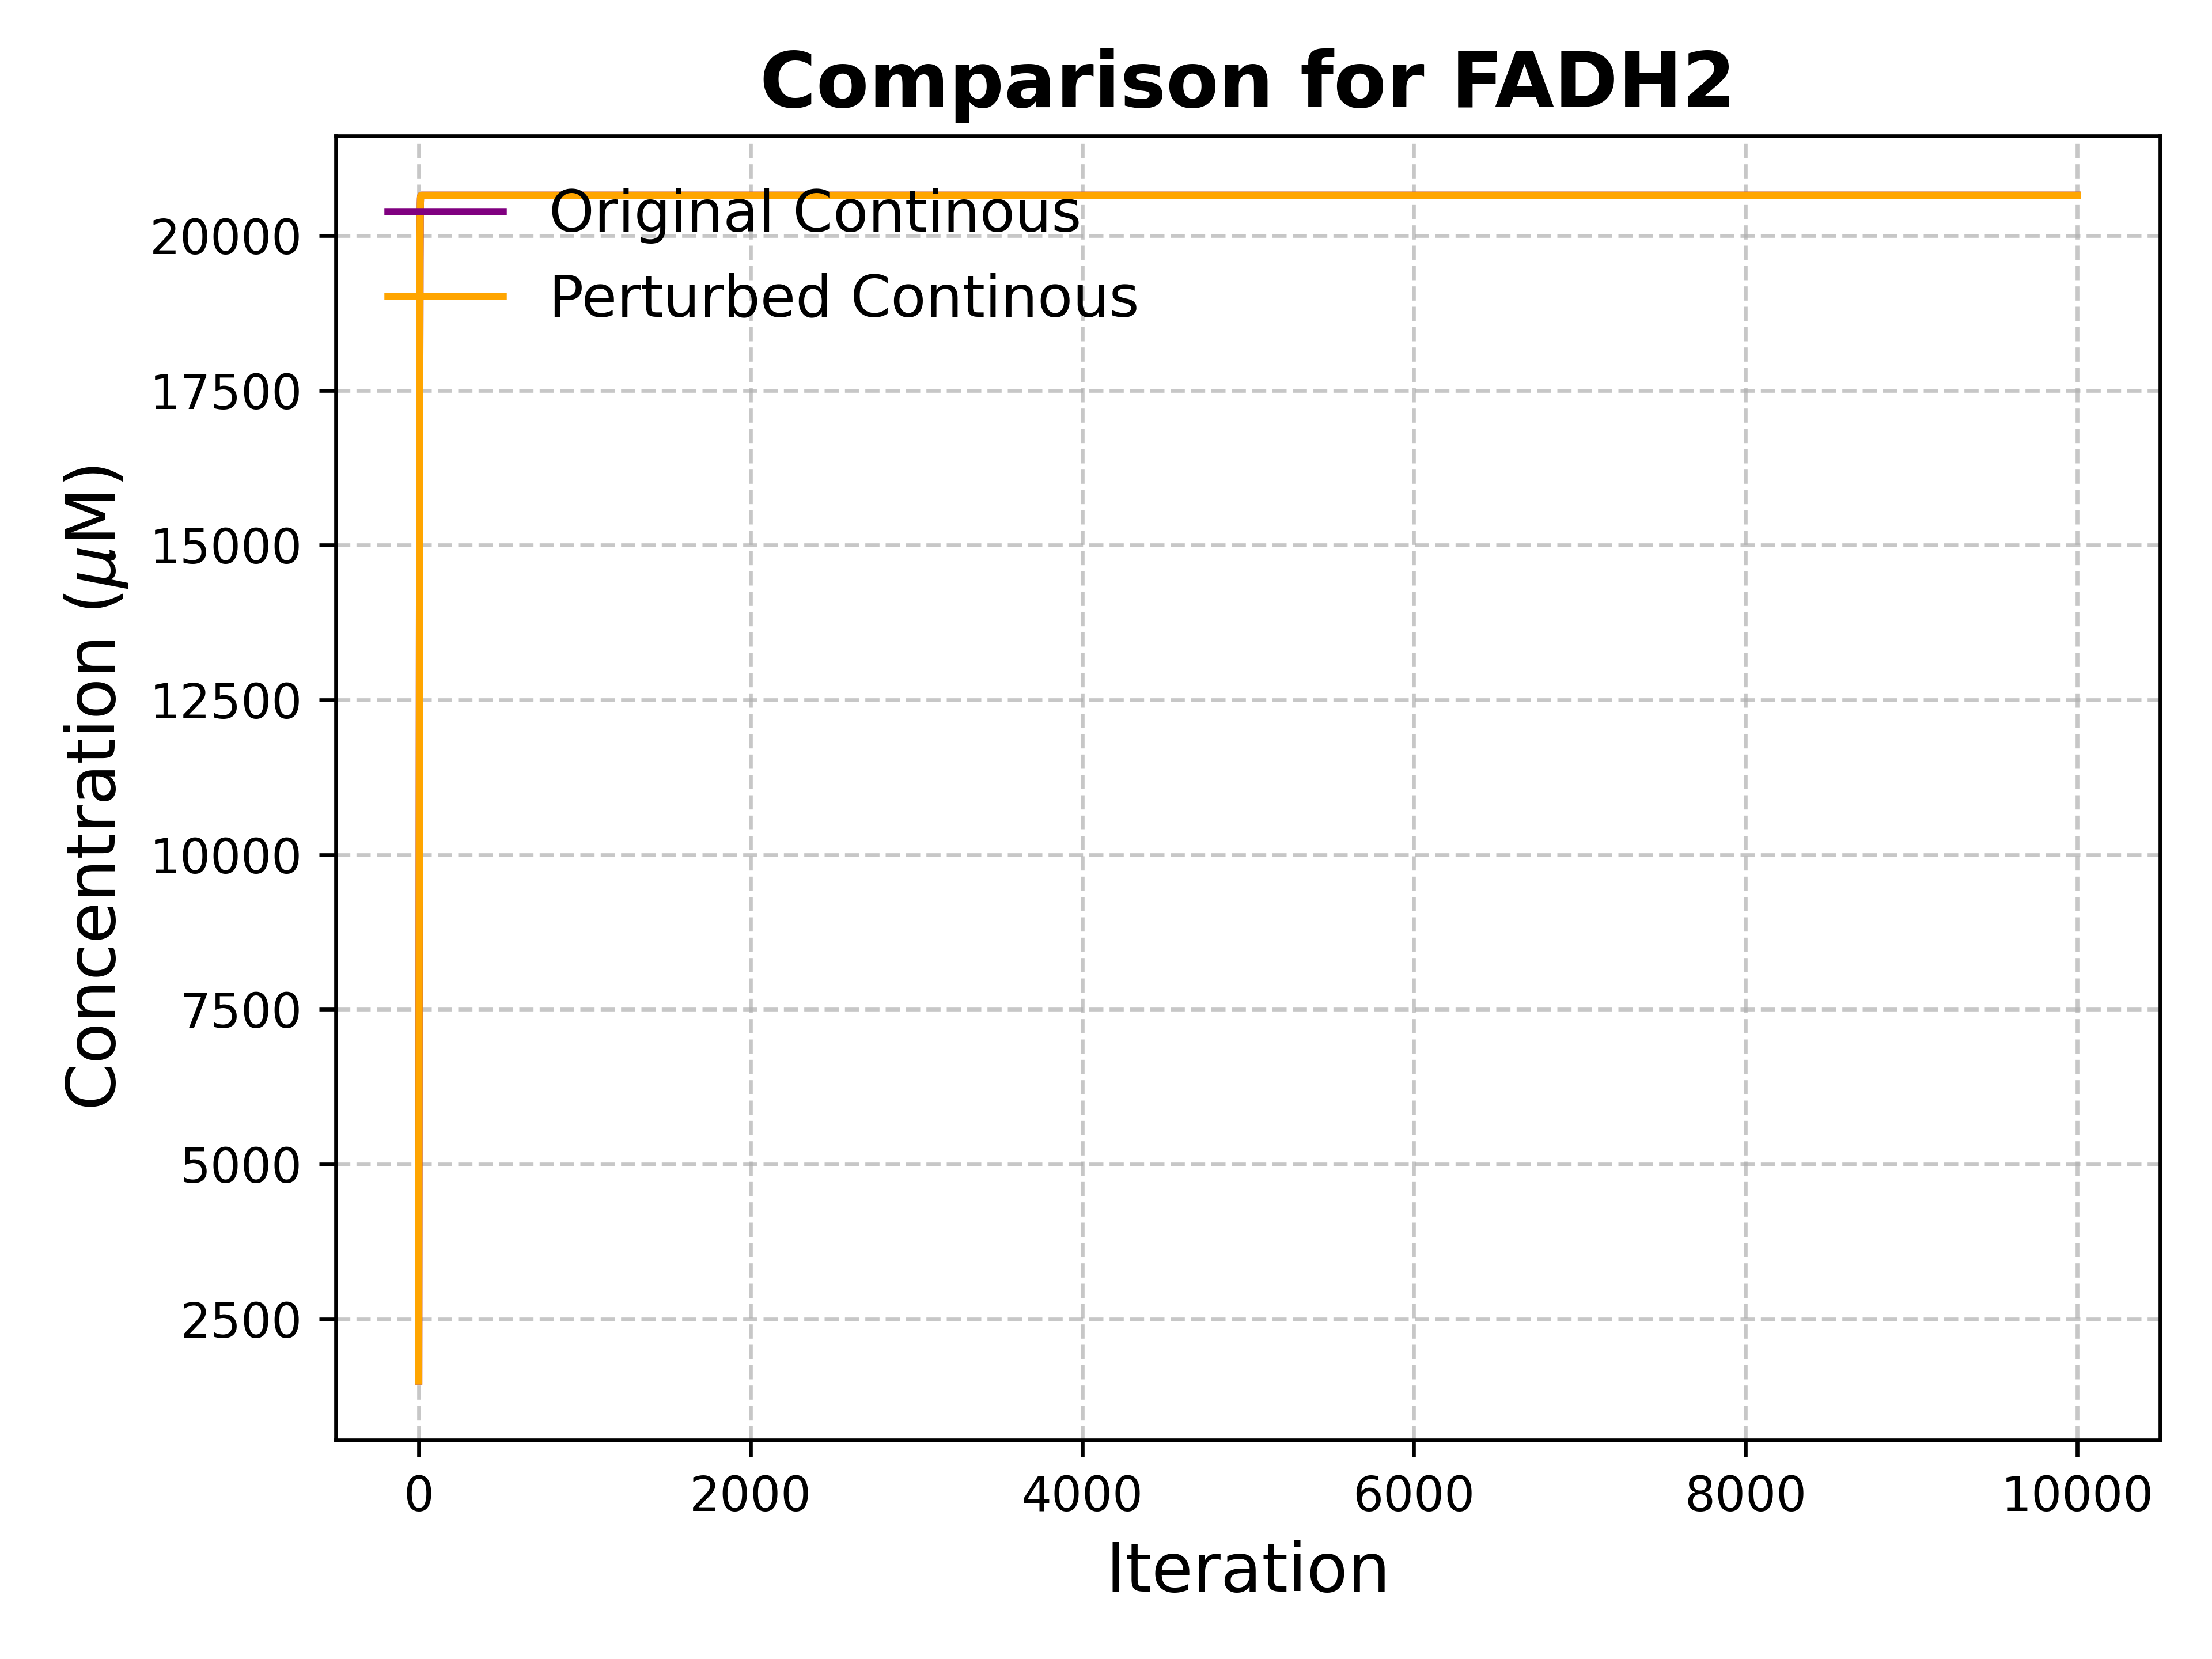 Comparison for FADH2
Original Continous
Perturbed Continous
Concentration (μM)
20000
17500
15000
12500
10000
7500
5000
2500
0 2000 4000 6000 8000 10000
Iteration